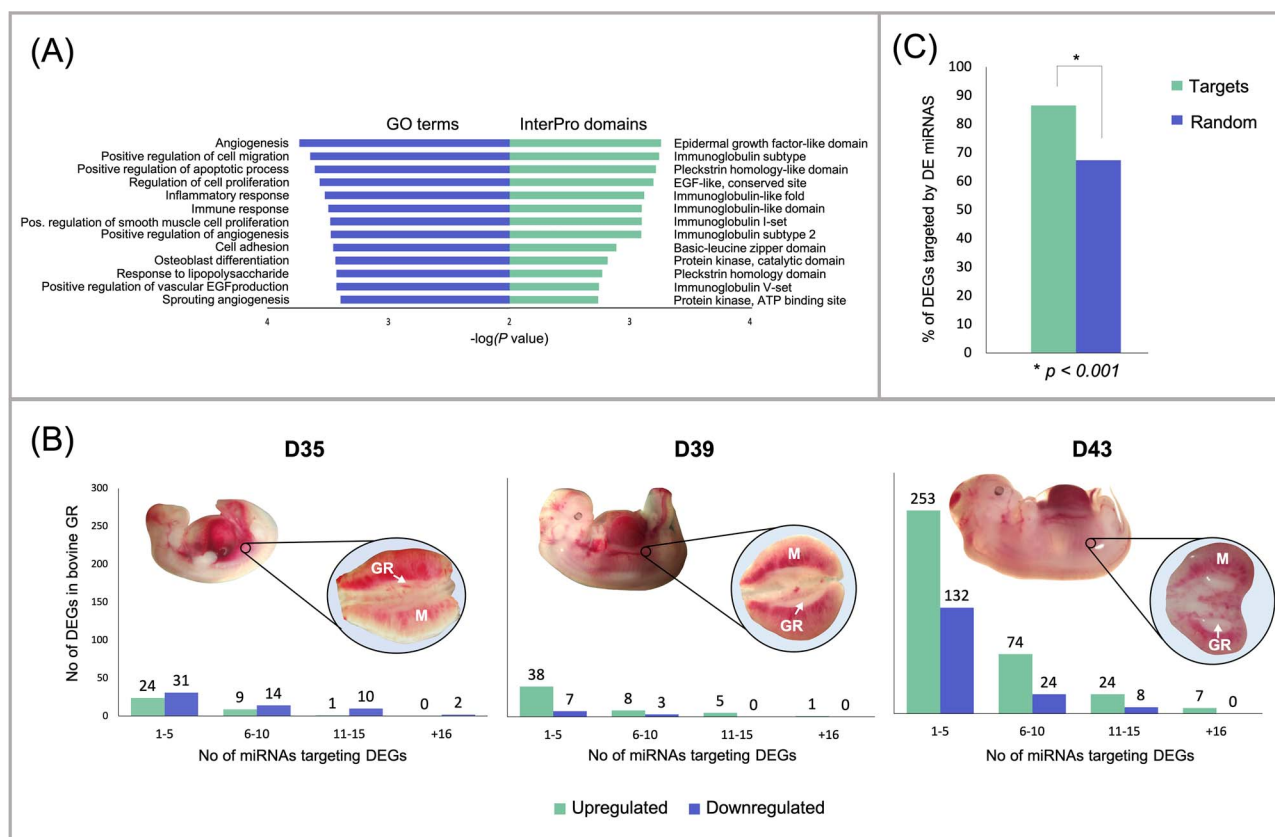 (A)
GO terms InterPro domains
Angiogenesis Epidermal growth factor-like domain
Positive regulation of cell migration Immunoglobulin subtype
Positive regulation of apoptotic process Pleckstrin homology-like domain
Regulation of cell proliferation EGF-like, conserved site
Inflammatory response Immunoglobulin-like fold
Immune response Immunoglobulin-like domain
Pos. regulation of smooth muscle cell proliferation Immunoglobulin I-set
Positive regulation of angiogenesis Immunoglobulin subtype 2
Cell adhesion Basic-leucine zipper domain
Osteoblast differentiation Protein kinase, catalytic domain
Response to lipopolysaccharide Pleckstrin homology domain
Positive regulation of vascular EGFproduction Immunoglobulin V-set
Sprouting angiogenesis Protein kinase, ATP binding site
4 3 2 3 4
-log(P value)
(C)
% of DEGs targeted by DE miRNAS
100
90
80
70
60
50
40
30
20
10
0
*
Targets
Random
* p < 0.001
(B)
D35
No of DEGs in bovine GR
300
250
200
150
100
50
0
GR
M
24 31 9 14 1 10 0 2
1-5 6-10 11-15 +16
No of miRNAs targeting DEGs
D39
M
GR
38 7 8 3 5 0 1 0
1-5 6-10 11-15 +16
No of miRNAs targeting DEGs
D43
M
GR
253 132 74 24 24 8 7 0
1-5 6-10 11-15 +16
No of miRNAs targeting DEGs
Upregulated Downregulated